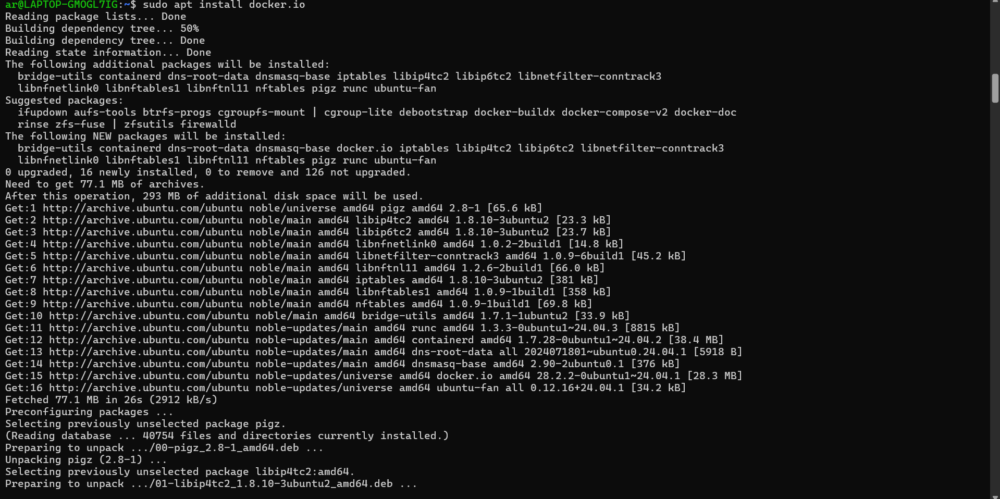 ar@LAPTOP-GMOGL7IG:~$ sudo apt install docker.io
Reading package lists... Done
Building dependency tree... 50%
Building dependency tree... Done
Reading state information... Done
The following additional packages will be installed:
  bridge-utils containerd dns-root-data dnsmasq-base iptables libip4tc2 libip6tc2 libnetfilter-conntrack3
  libnfnetlink0 libnftables1 libnftnl11 nftables pigz runc ubuntu-fan
Suggested packages:
  ifupdown aufs-tools btrfs-progs cgroupfs-mount | cgroup-lite debootstrap docker-buildx docker-compose-v2 docker-doc
  rinse zfs-fuse | zfsutils firewalld
The following NEW packages will be installed:
  bridge-utils containerd dns-root-data dnsmasq-base docker.io iptables libip4tc2 libip6tc2 libnetfilter-conntrack3
  libnfnetlink0 libnftables1 libnftnl11 nftables pigz runc ubuntu-fan
0 upgraded, 16 newly installed, 0 to remove and 126 not upgraded.
Need to get 77.1 MB of archives.
After this operation, 293 MB of additional disk space will be used.
Get:1 http://archive.ubuntu.com/ubuntu noble/universe amd64 pigz amd64 2.8-1 [65.6 kB]
Get:2 http://archive.ubuntu.com/ubuntu noble/main amd64 libip4tc2 amd64 1.8.10-3ubuntu2 [23.3 kB]
Get:3 http://archive.ubuntu.com/ubuntu noble/main amd64 libip6tc2 amd64 1.8.10-3ubuntu2 [23.7 kB]
Get:4 http://archive.ubuntu.com/ubuntu noble/main amd64 libnfnetlink0 amd64 1.0.2-2build1 [14.8 kB]
Get:5 http://archive.ubuntu.com/ubuntu noble/main amd64 libnetfilter-conntrack3 amd64 1.0.9-6build1 [45.2 kB]
Get:6 http://archive.ubuntu.com/ubuntu noble/main amd64 libnftnl11 amd64 1.2.6-2build1 [66.0 kB]
Get:7 http://archive.ubuntu.com/ubuntu noble/main amd64 iptables amd64 1.8.10-3ubuntu2 [381 kB]
Get:8 http://archive.ubuntu.com/ubuntu noble/main amd64 libnftables1 amd64 1.0.9-1build1 [358 kB]
Get:9 http://archive.ubuntu.com/ubuntu noble/main amd64 nftables amd64 1.0.9-1build1 [69.8 kB]
Get:10 http://archive.ubuntu.com/ubuntu noble/main amd64 bridge-utils amd64 1.7.1-1ubuntu2 [33.9 kB]
Get:11 http://archive.ubuntu.com/ubuntu noble-updates/main amd64 runc amd64 1.3.3-0ubuntu1~24.04.3 [8815 kB]
Get:12 http://archive.ubuntu.com/ubuntu noble-updates/main amd64 containerd amd64 1.7.28-0ubuntu1~24.04.2 [38.4 MB]
Get:13 http://archive.ubuntu.com/ubuntu noble-updates/main amd64 dns-root-data all 2024071801~ubuntu0.24.04.1 [5918 B]
Get:14 http://archive.ubuntu.com/ubuntu noble-updates/main amd64 dnsmasq-base amd64 2.90-2ubuntu0.1 [376 kB]
Get:15 http://archive.ubuntu.com/ubuntu noble-updates/universe amd64 docker.io amd64 28.2.2-0ubuntu1~24.04.1 [28.3 MB]
Get:16 http://archive.ubuntu.com/ubuntu noble-updates/universe amd64 ubuntu-fan all 0.12.16+24.04.1 [34.2 kB]
Fetched 77.1 MB in 26s (2912 kB/s)
Preconfiguring packages ...
Selecting previously unselected package pigz.
(Reading database ... 40754 files and directories currently installed.)
Preparing to unpack .../00-pigz_2.8-1_amd64.deb ...
Unpacking pigz (2.8-1) ...
Selecting previously unselected package libip4tc2:amd64.
Preparing to unpack .../01-libip4tc2_1.8.10-3ubuntu2_amd64.deb ...